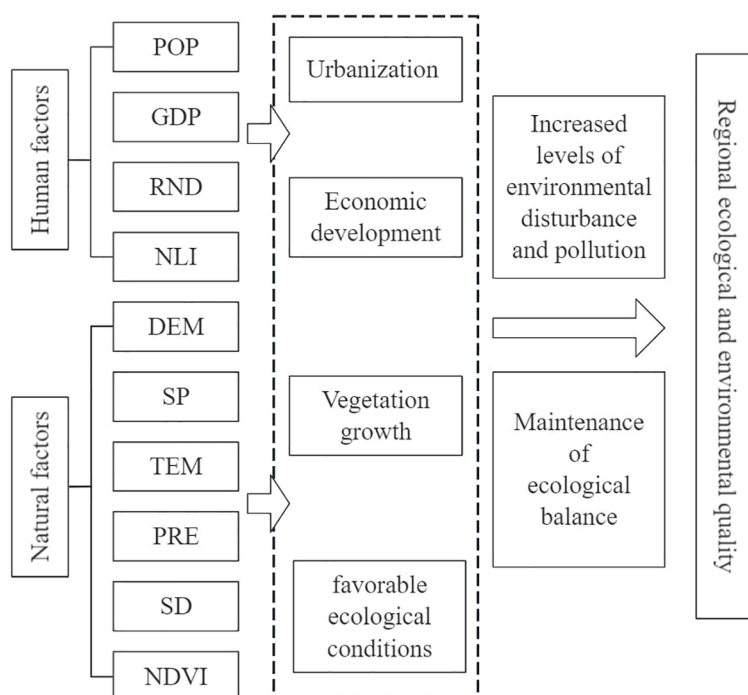 Human factors
POP
GDP
RND
NLI
Natural factors
DEM
SP
TEM
PRE
SD
NDVI
Urbanization
Economic
development
Vegetation
growth
favorable
ecological
conditions
Increased
levels of
environmental
disturbance
and pollution
Maintenance
of
ecological
balance
Regional ecological and environmental quality